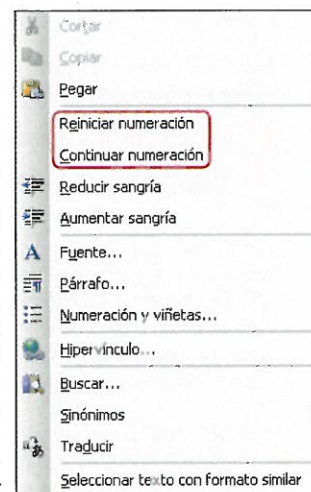 Cortar
Copiar
Pegar
Reiniciar numeración
Continuar numeración
Reducir sangría
Aumentar sangría
Fuente...
Párrafo...
Numeración y viñetas...
Hipervínculo...
Buscar...
Sinónimos
Traducir
Seleccionar texto con formato similar